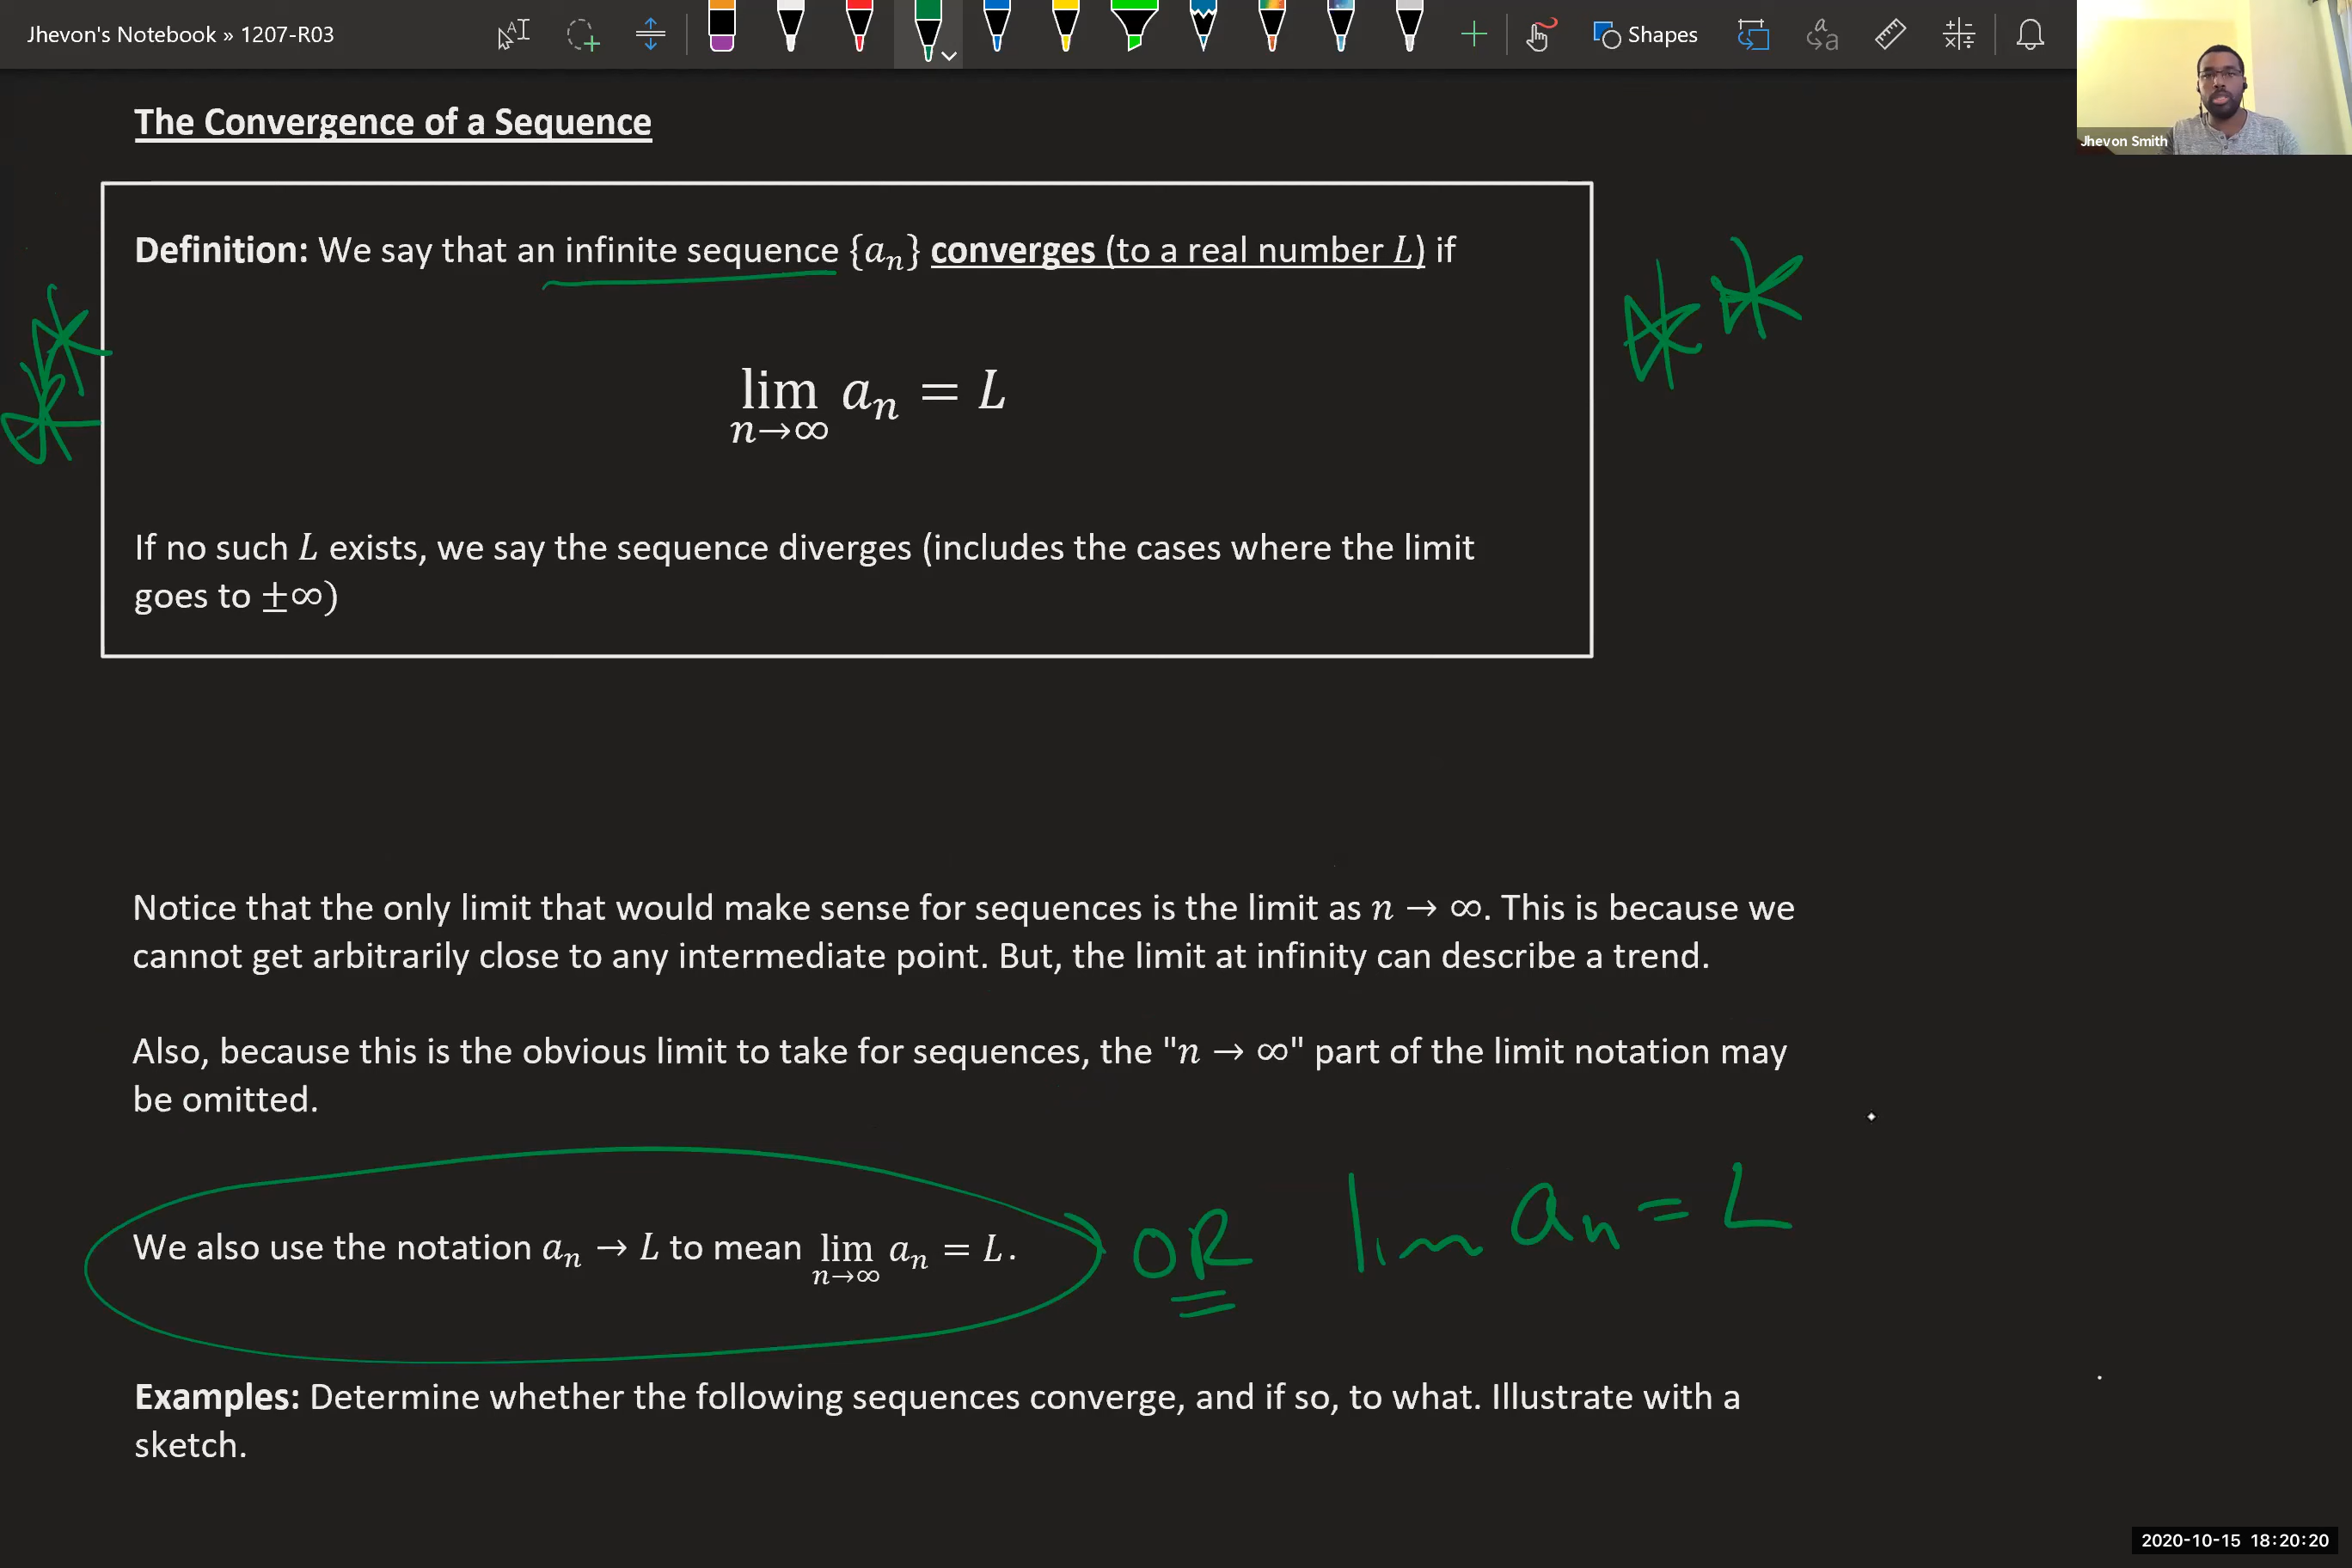 Jhevon's Notebook » 1207-R03
Shapes
Jhevon Smith
The Convergence of a Sequence
Definition: We say that an infinite sequence {aₙ} converges (to a real number L) if
lim aₙ = L
n→∞
If no such L exists, we say the sequence diverges (includes the cases where the limit
goes to ±∞)
Notice that the only limit that would make sense for sequences is the limit as n → ∞. This is because we
cannot get arbitrarily close to any intermediate point. But, the limit at infinity can describe a trend.
Also, because this is the obvious limit to take for sequences, the "n → ∞" part of the limit notation may
be omitted.
We also use the notation aₙ → L to mean lim aₙ = L. OR lim aₙ = L
n→∞
Examples: Determine whether the following sequences converge, and if so, to what. Illustrate with a
sketch.
2020-10-15 18:20:20